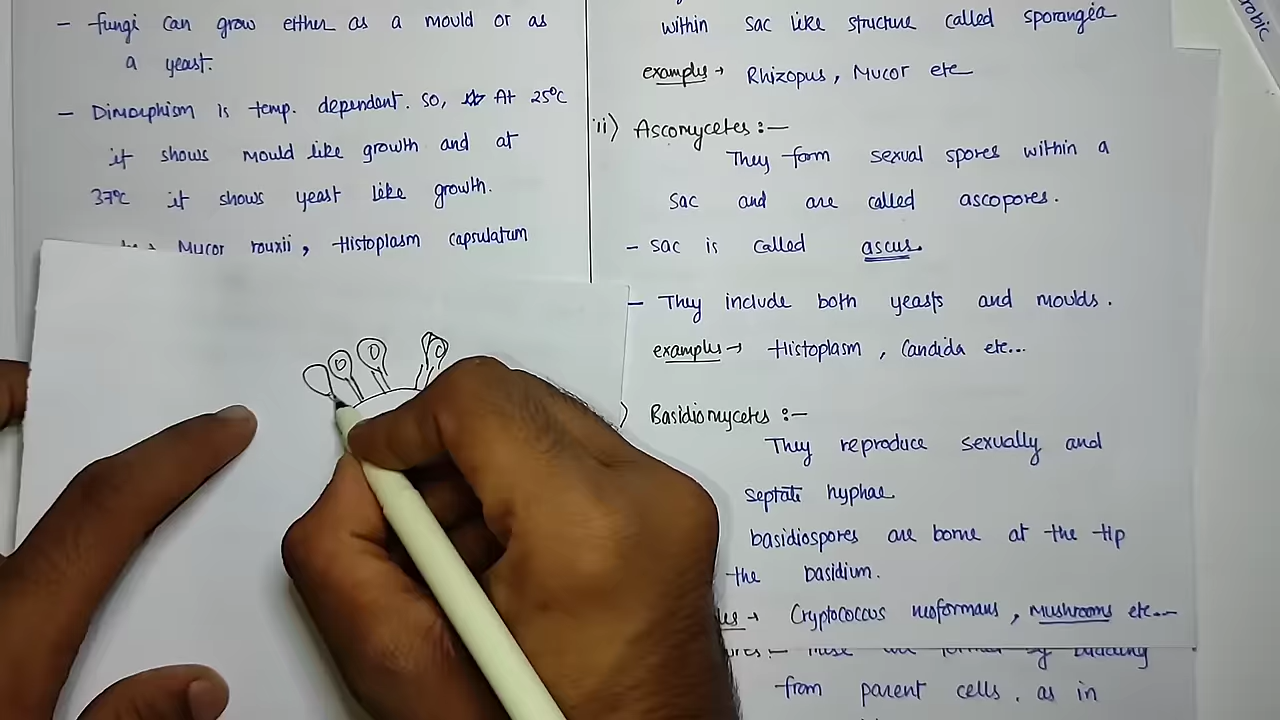 - fungi can grow either as a mould or as
a yeast.
- Dimorphism is temp. dependent. so, At 25°C
it shows mould like growth and at
37°C it shows yeast like growth.
Mucor rouxii, Histoplasm capsulatum
within sac like structure called sporangia
examples → Rhizopus, Mucor etc
ii) Ascomycetes :-
They form sexual spores within a
sac and are called ascopores.
- sac is called ascus.
- They include both yeasts and moulds.
examples → Histoplasm, Candida etc...
) Basidiomycetes :-
They reproduce sexually and
septate hyphae
basidiospores are borne at the tip
the basidium.
les → Cryptococcus neoformans, Mushrooms etc...
budding
from parent cells. as in